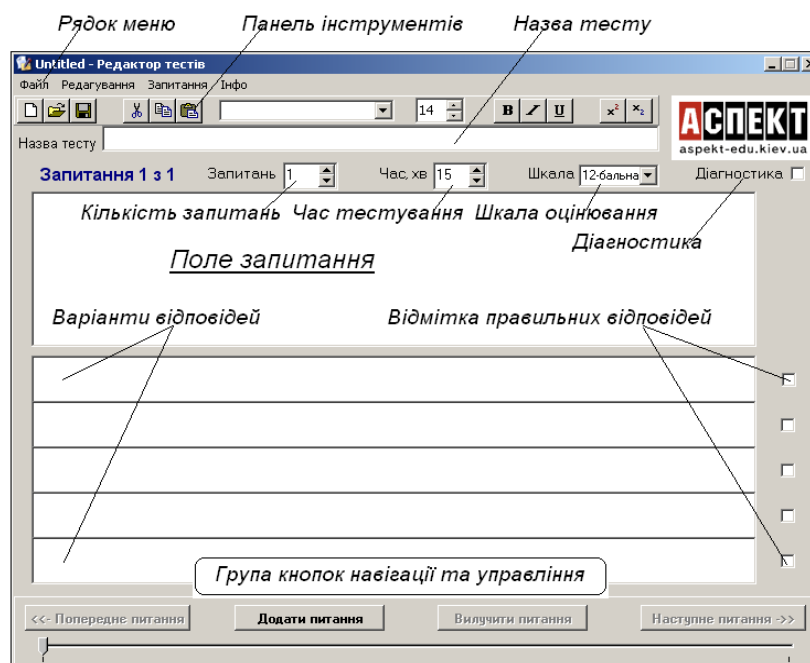 Рядок меню Панель інструментів Назва тесту
Untitled - Редактор тестів
Файл Редагування Запитання Інфо
14 B I U x² x₂
АСПЕКТ
aspekt-edu.kiev.ua
Назва тесту
Запитання 1 з 1 Запитань 1 Час, хв 15 Шкала 12-бальна Діагностика
Кількість запитань Час тестування Шкала оцінювання
Діагностика
Поле запитання
Варіанти відповідей Відмітка правильних відповідей
Група кнопок навігації та управління
<<- Попереднє питання Додати питання Вилучити питання Наступне питання ->>